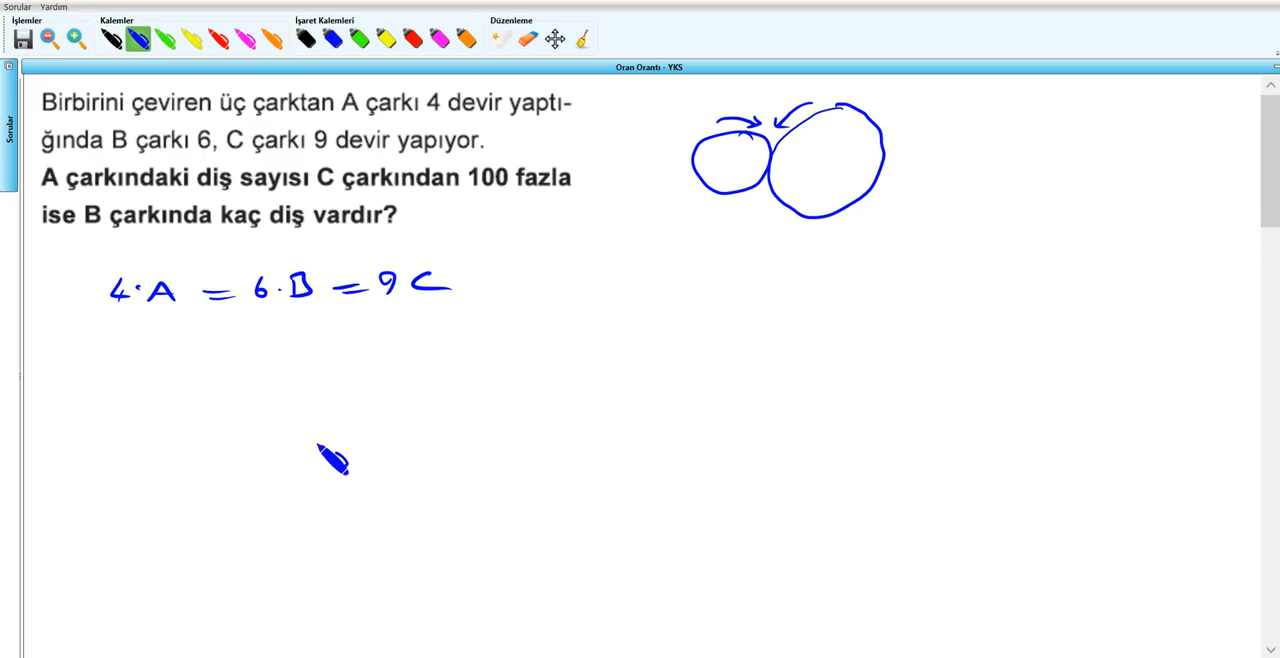 Sorular Yardım
İşlemler Kalemler İşaret Kalemleri Düzenleme
Oran Orantı - YKS
Sorular
Birbirini çeviren üç çarktan A çarkı 4 devir yaptı-
ğında B çarkı 6, C çarkı 9 devir yapıyor.
A çarkındaki diş sayısı C çarkından 100 fazla
ise B çarkında kaç diş vardır?
4·A = 6·B = 9C